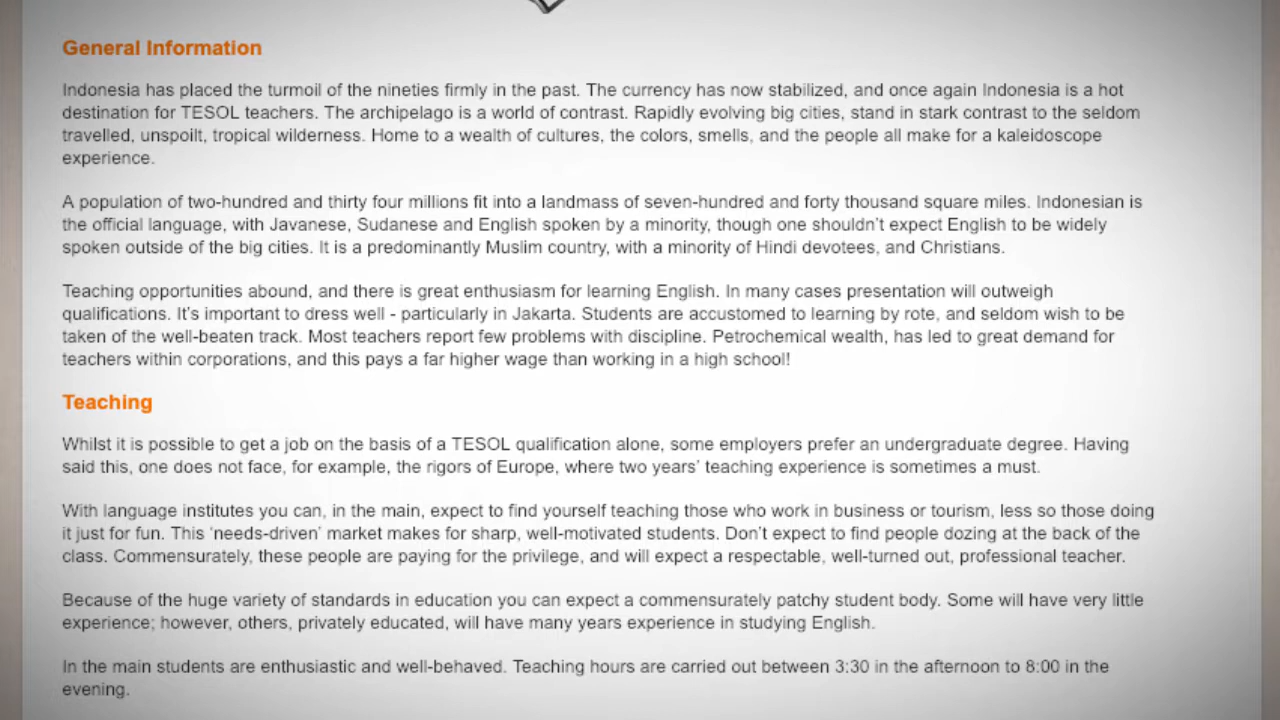 General Information
Indonesia has placed the turmoil of the nineties firmly in the past. The currency has now stabilized, and once again Indonesia is a hot
destination for TESOL teachers. The archipelago is a world of contrast. Rapidly evolving big cities, stand in stark contrast to the seldom
travelled, unspoilt, tropical wilderness. Home to a wealth of cultures, the colors, smells, and the people all make for a kaleidoscope
experience.
A population of two-hundred and thirty four millions fit into a landmass of seven-hundred and forty thousand square miles. Indonesian is
the official language, with Javanese, Sudanese and English spoken by a minority, though one shouldn't expect English to be widely
spoken outside of the big cities. It is a predominantly Muslim country, with a minority of Hindi devotees, and Christians.
Teaching opportunities abound, and there is great enthusiasm for learning English. In many cases presentation will outweigh
qualifications. It's important to dress well - particularly in Jakarta. Students are accustomed to learning by rote, and seldom wish to be
taken of the well-beaten track. Most teachers report few problems with discipline. Petrochemical wealth, has led to great demand for
teachers within corporations, and this pays a far higher wage than working in a high school!
Teaching
Whilst it is possible to get a job on the basis of a TESOL qualification alone, some employers prefer an undergraduate degree. Having
said this, one does not face, for example, the rigors of Europe, where two years' teaching experience is sometimes a must.
With language institutes you can, in the main, expect to find yourself teaching those who work in business or tourism, less so those doing
it just for fun. This 'needs-driven' market makes for sharp, well-motivated students. Don't expect to find people dozing at the back of the
class. Commensurately, these people are paying for the privilege, and will expect a respectable, well-turned out, professional teacher.
Because of the huge variety of standards in education you can expect a commensurately patchy student body. Some will have very little
experience; however, others, privately educated, will have many years experience in studying English.
In the main students are enthusiastic and well-behaved. Teaching hours are carried out between 3:30 in the afternoon to 8:00 in the
evening.